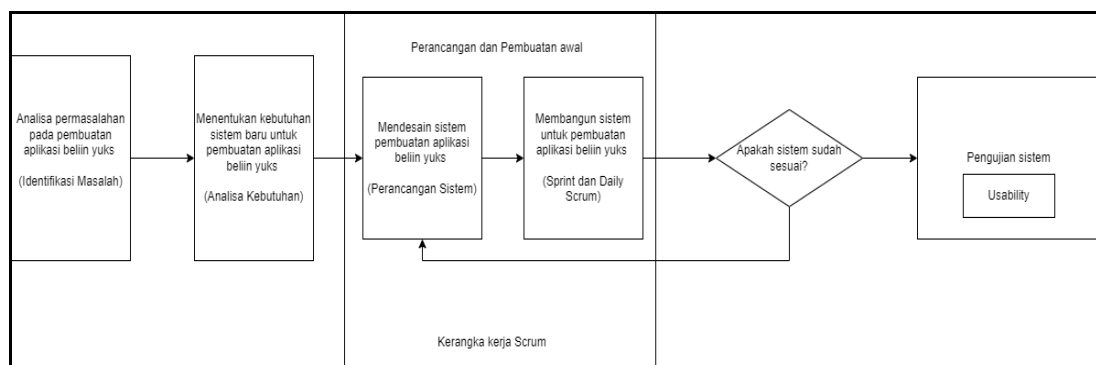 Perancangan dan Pembuatan awal
Analisa permasalahan
pada pembuatan
aplikasi beliin yuks
(Identifikasi Masalah)
Menentukan kebutuhan
sistem baru untuk
pembuatan aplikasi
beliin yuks
(Analisa Kebutuhan)
Mendesain sistem
pembuatan aplikasi
beliin yuks
(Perancangan Sistem)
Membangun sistem
untuk pembuatan
aplikasi beliin yuks
(Sprint dan Daily
Scrum)
Apakah sistem sudah
sesuai?
Pengujian sistem
Usability
Kerangka kerja Scrum